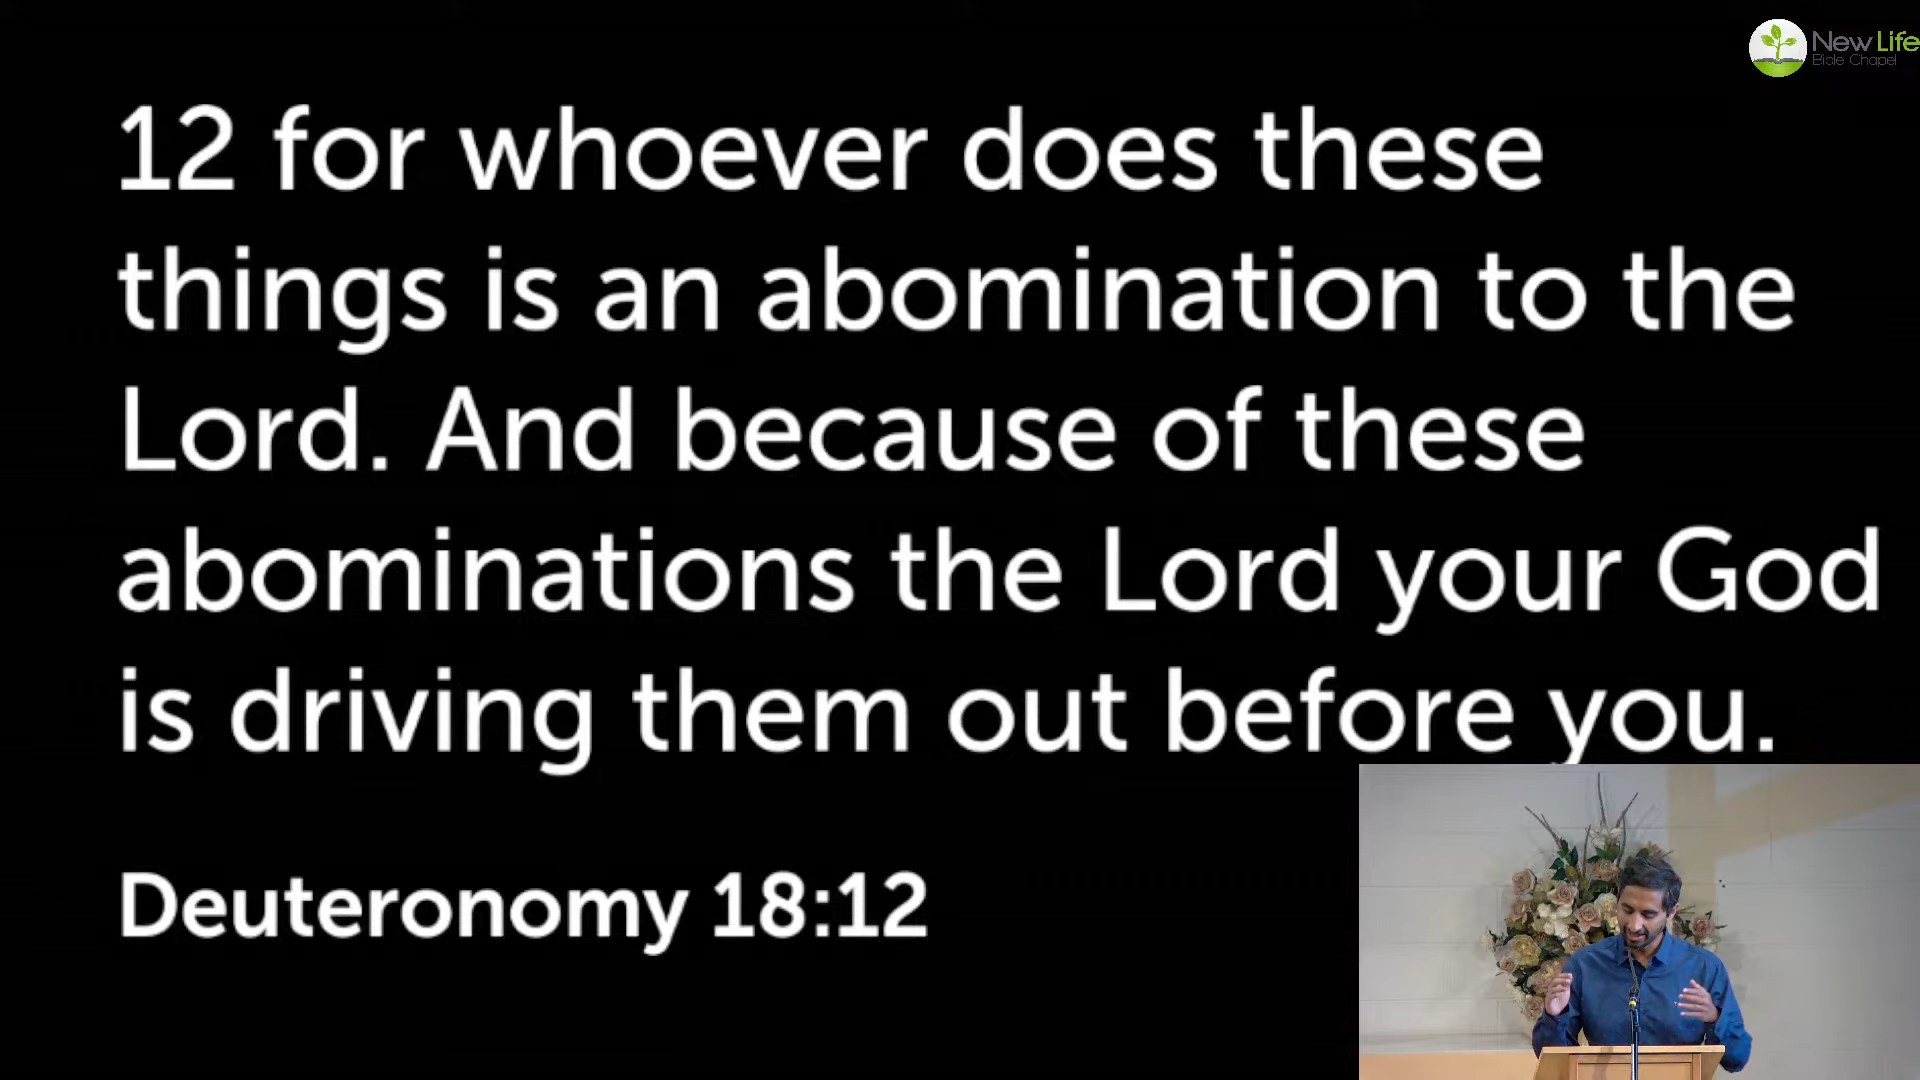 New Life
Bible Chapel
12 for whoever does these
things is an abomination to the
Lord. And because of these
abominations the Lord your God
is driving them out before you.
Deuteronomy 18:12